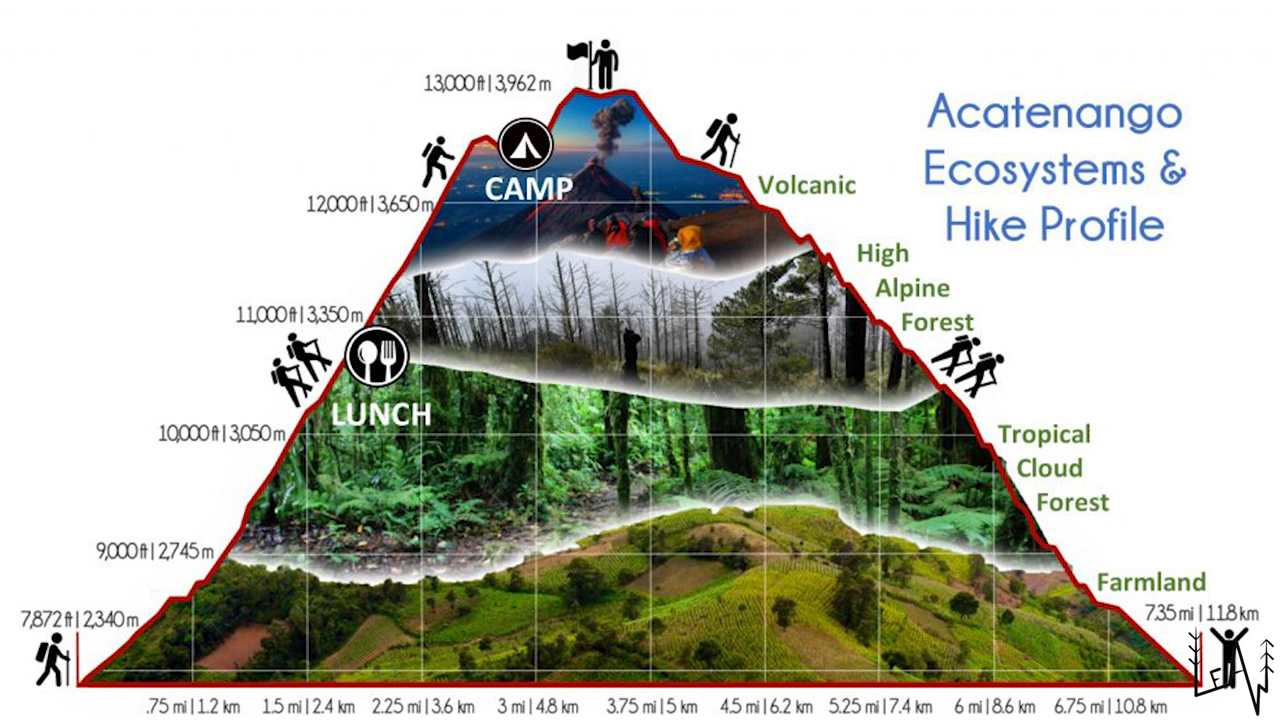 Acatenango
Ecosystems &
Hike Profile
13,000 ft | 3,962 m
CAMP
12,000 ft | 3,650 m
Volcanic
High
Alpine
Forest
11,000 ft | 3,350 m
LUNCH
10,000 ft | 3,050 m
Tropical
Cloud
Forest
9,000 ft | 2,745 m
Farmland
7,872 ft | 2,340 m
7.35 mi | 11.8 km
.75 mi | 1.2 km
1.5 mi | 2.4 km
2.25 mi | 3.6 km
3 mi | 4.8 km
3.75 mi | 5 km
4.5 mi | 6.2 km
5.25 mi | 7.4 km
6 mi | 8.6 km
6.75 mi | 10.8 km